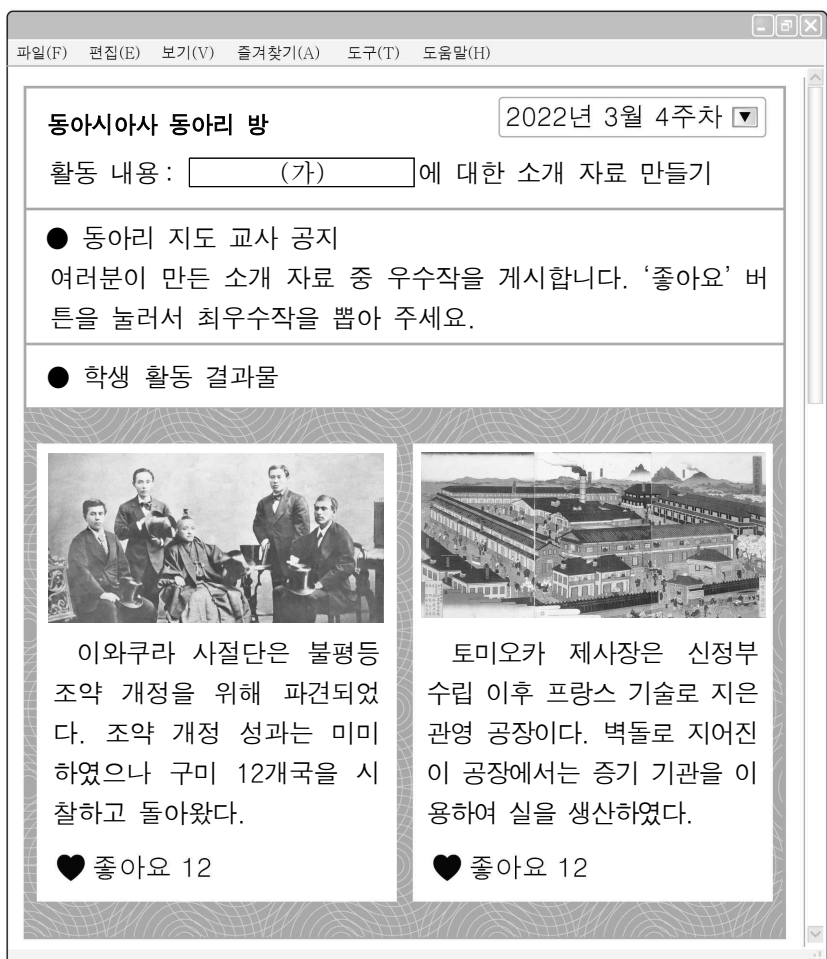 파일(F) 편집(E) 보기(V) 즐겨찾기(A) 도구(T) 도움말(H)
동아시아사 동아리 방
2022년 3월 4주차 ▼
활동 내용 : (가) 에 대한 소개 자료 만들기
● 동아리 지도 교사 공지
여러분이 만든 소개 자료 중 우수작을 게시합니다. ‘좋아요’ 버
튼을 눌러서 최우수작을 뽑아 주세요.
● 학생 활동 결과물
이와쿠라 사절단은 불평등
조약 개정을 위해 파견되었
다. 조약 개정 성과는 미미
하였으나 구미 12개국을 시
찰하고 돌아왔다.
♥ 좋아요 12
토미오카 제사장은 신정부
수립 이후 프랑스 기술로 지은
관영 공장이다. 벽돌로 지어진
이 공장에서는 증기 기관을 이
용하여 실을 생산하였다.
♥ 좋아요 12